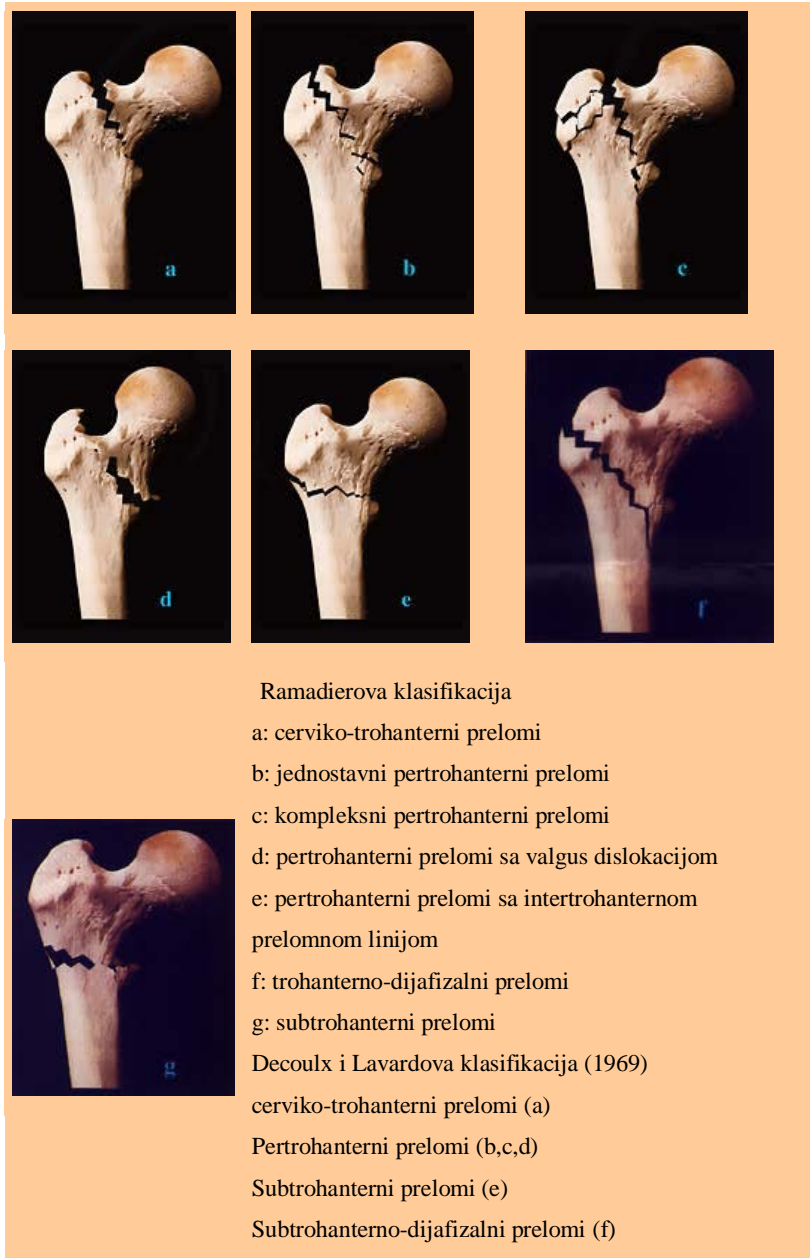 a
b
c
d
e
f
Ramadierova klasifikacija
a: cerviko-trohanterni prelomi
b: jednostavni pertrohanterni prelomi
c: kompleksni pertrohanterni prelomi
d: pertrohanterni prelomi sa valgus dislokacijom
e: pertrohanterni prelomi sa intertrohanternom
prelomnom linijom
f: trohanterno-dijafizalni prelomi
g: subtrohanterni prelomi
g
Decoulx i Lavardova klasifikacija (1969)
cerviko-trohanterni prelomi (a)
Pertrohanterni prelomi (b,c,d)
Subtrohanterni prelomi (e)
Subtrohanterno-dijafizalni prelomi (f)